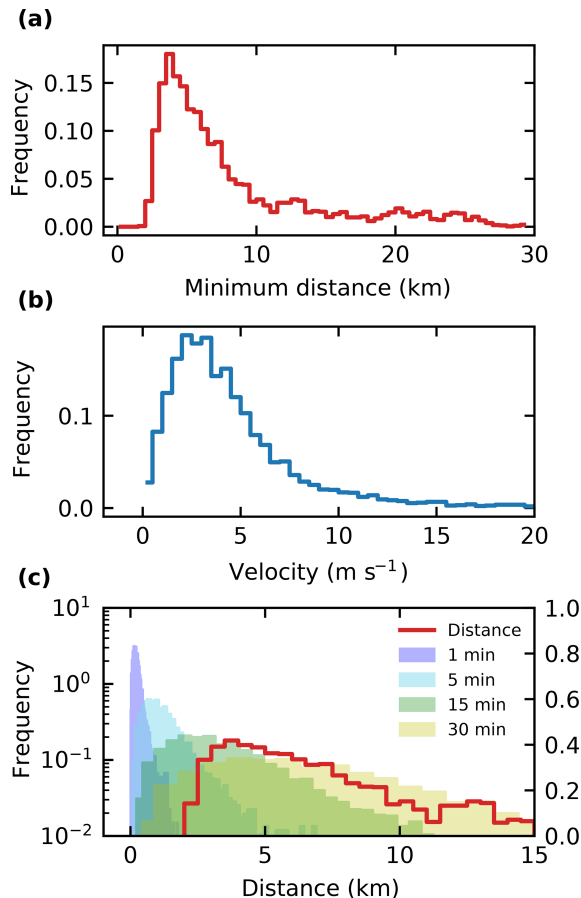 (a)
0.15
0.10
0.05
0.00
Frequency
0 10 20 30
Minimum distance (km)
(b)
0.1
0.0
Frequency
0 5 10 15 20
Velocity (m s⁻¹)
(c)
10¹
10⁰
10⁻¹
10⁻²
Frequency
Distance
1 min
5 min
15 min
30 min
1.0
0.8
0.6
0.4
0.2
0.0
0 5 10 15
Distance (km)